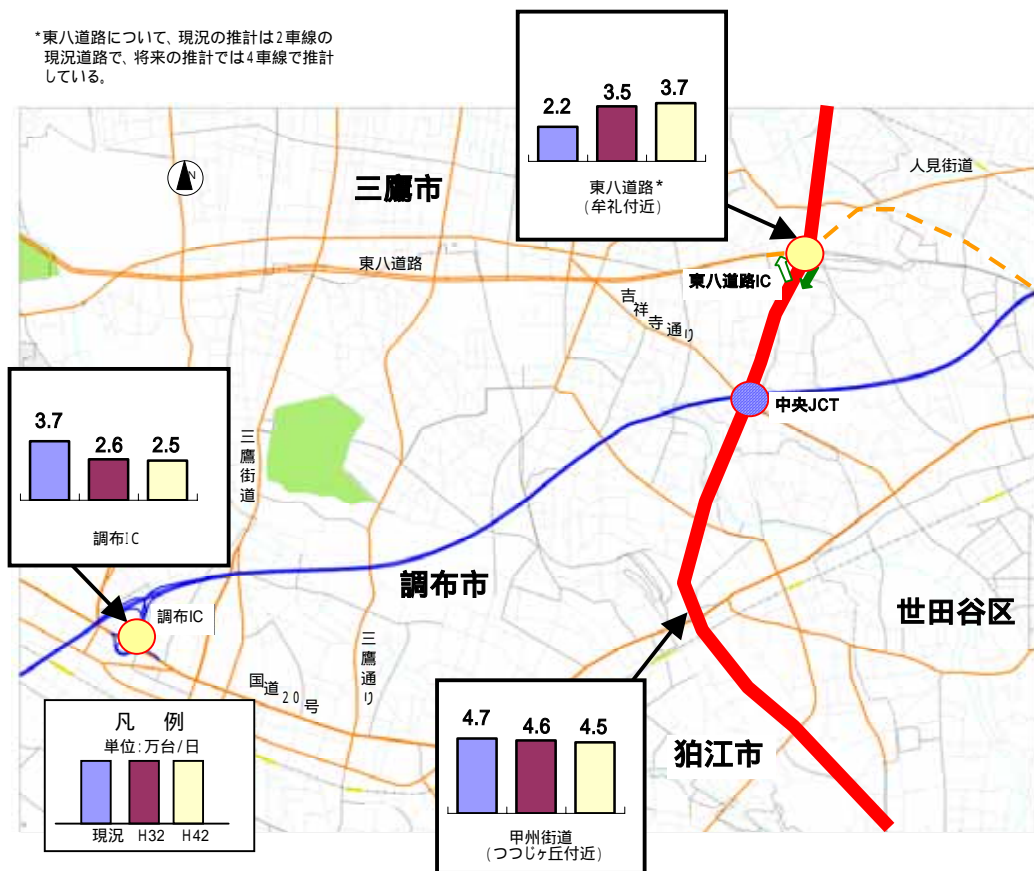 *東八道路について、現況の推計は2車線の
現況道路で、将来の推計では4車線で推計
している。
2.2 3.5 3.7
東八道路*
(牟礼付近)
人見街道
N
三鷹市
東八道路
東八道路IC
吉祥寺通り
中央JCT
3.7 2.6 2.5
調布IC
三鷹街道
調布市
世田谷区
調布IC
三鷹通り
国道20号
凡 例
単位:万台/日
現況 H32 H42
4.7 4.6 4.5
甲州街道
(つつじヶ丘付近)
狛江市